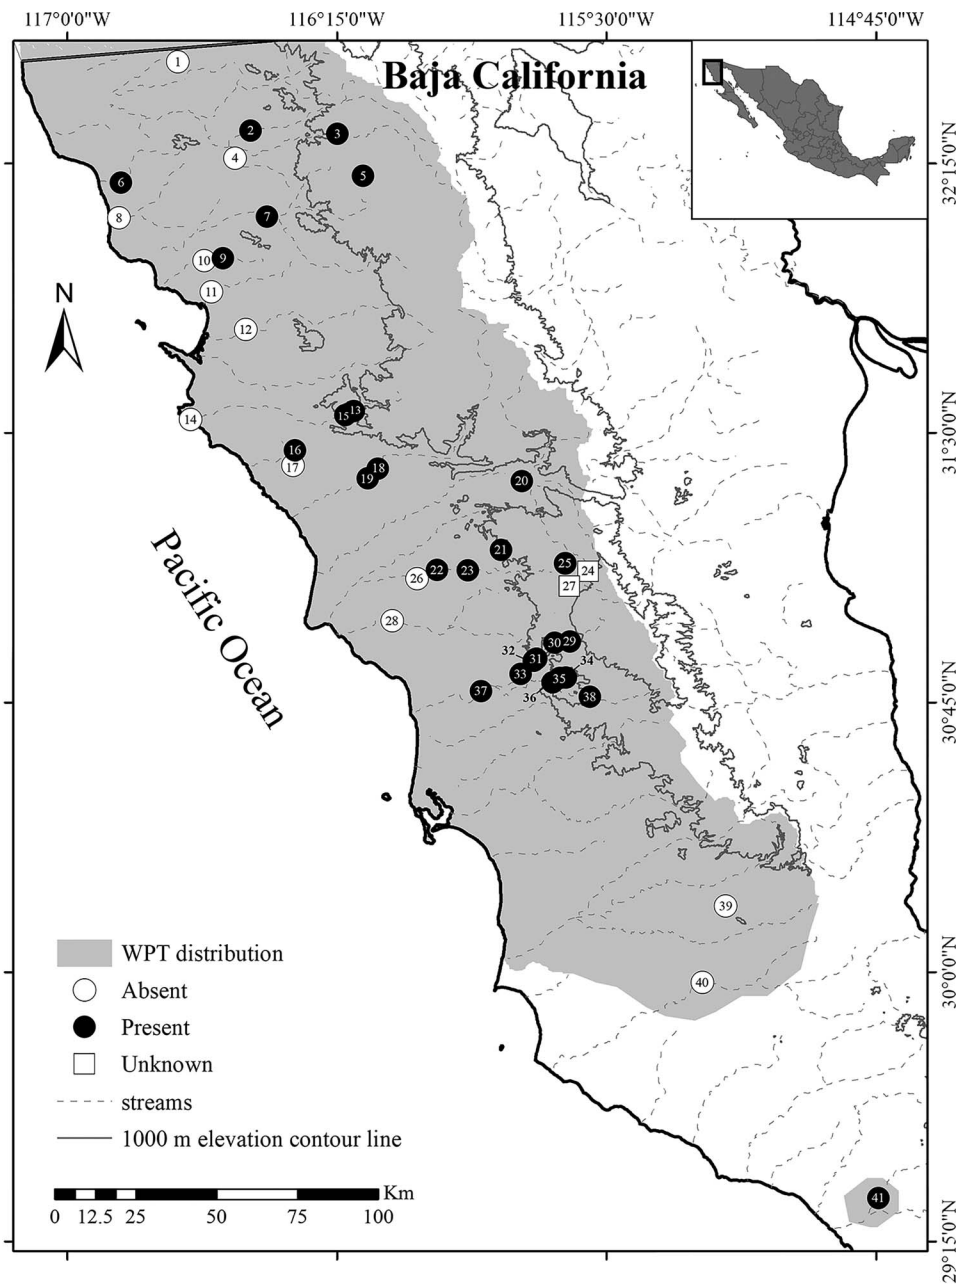 117°0'0"W 116°15'0"W 115°30'0"W 114°45'0"W
Baja California
1
2
3
4
32°15'0"N
5
6
7
8
9
10
11
N
12
13
15
14
31°30'0"N
16
17
18
19
20
Pacific Ocean
21
22
23
25
24
26
27
28
30
29
32
31
34
33
35
36
37
38
30°45'0"N
39
WPT distribution
40
30°0'0"N
Absent
Present
Unknown
streams
1000 m elevation contour line
Km
0 12.5 25 50 75 100
41
29°15'0"N